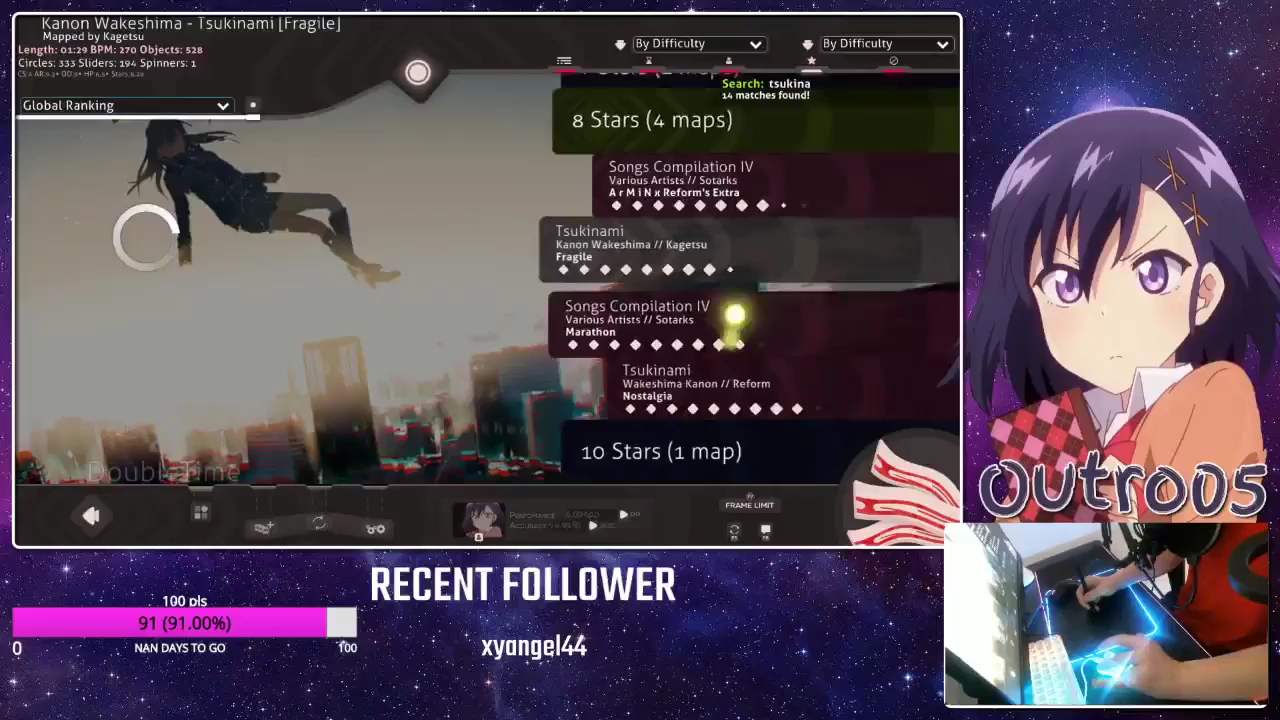 Kanon Wakeshima - Tsukinami [Fragile]
Mapped by Kagetsu
Length: 01:29 BPM: 270 Objects: 528
Circles: 333 Sliders: 194 Spinners: 1
Global Ranking
By Difficulty
By Difficulty
Search: tsukina
14 matches found!
8 Stars (4 maps)
Songs Compilation IV
Various Artists // Sotarks
A r M i N x Reform's Extra
Tsukinami
Kanon Wakeshima // Kagetsu
Fragile
Songs Compilation IV
Various Artists // Sotarks
Marathon
Tsukinami
Wakeshima Kanon // Reform
Nostalgia
10 Stars (1 map)
DoubleTime
FRAME LIMIT
Outro05
RECENT FOLLOWER
xyangel44
100 pls
91 (91.00%)
0
NAN DAYS TO GO
100